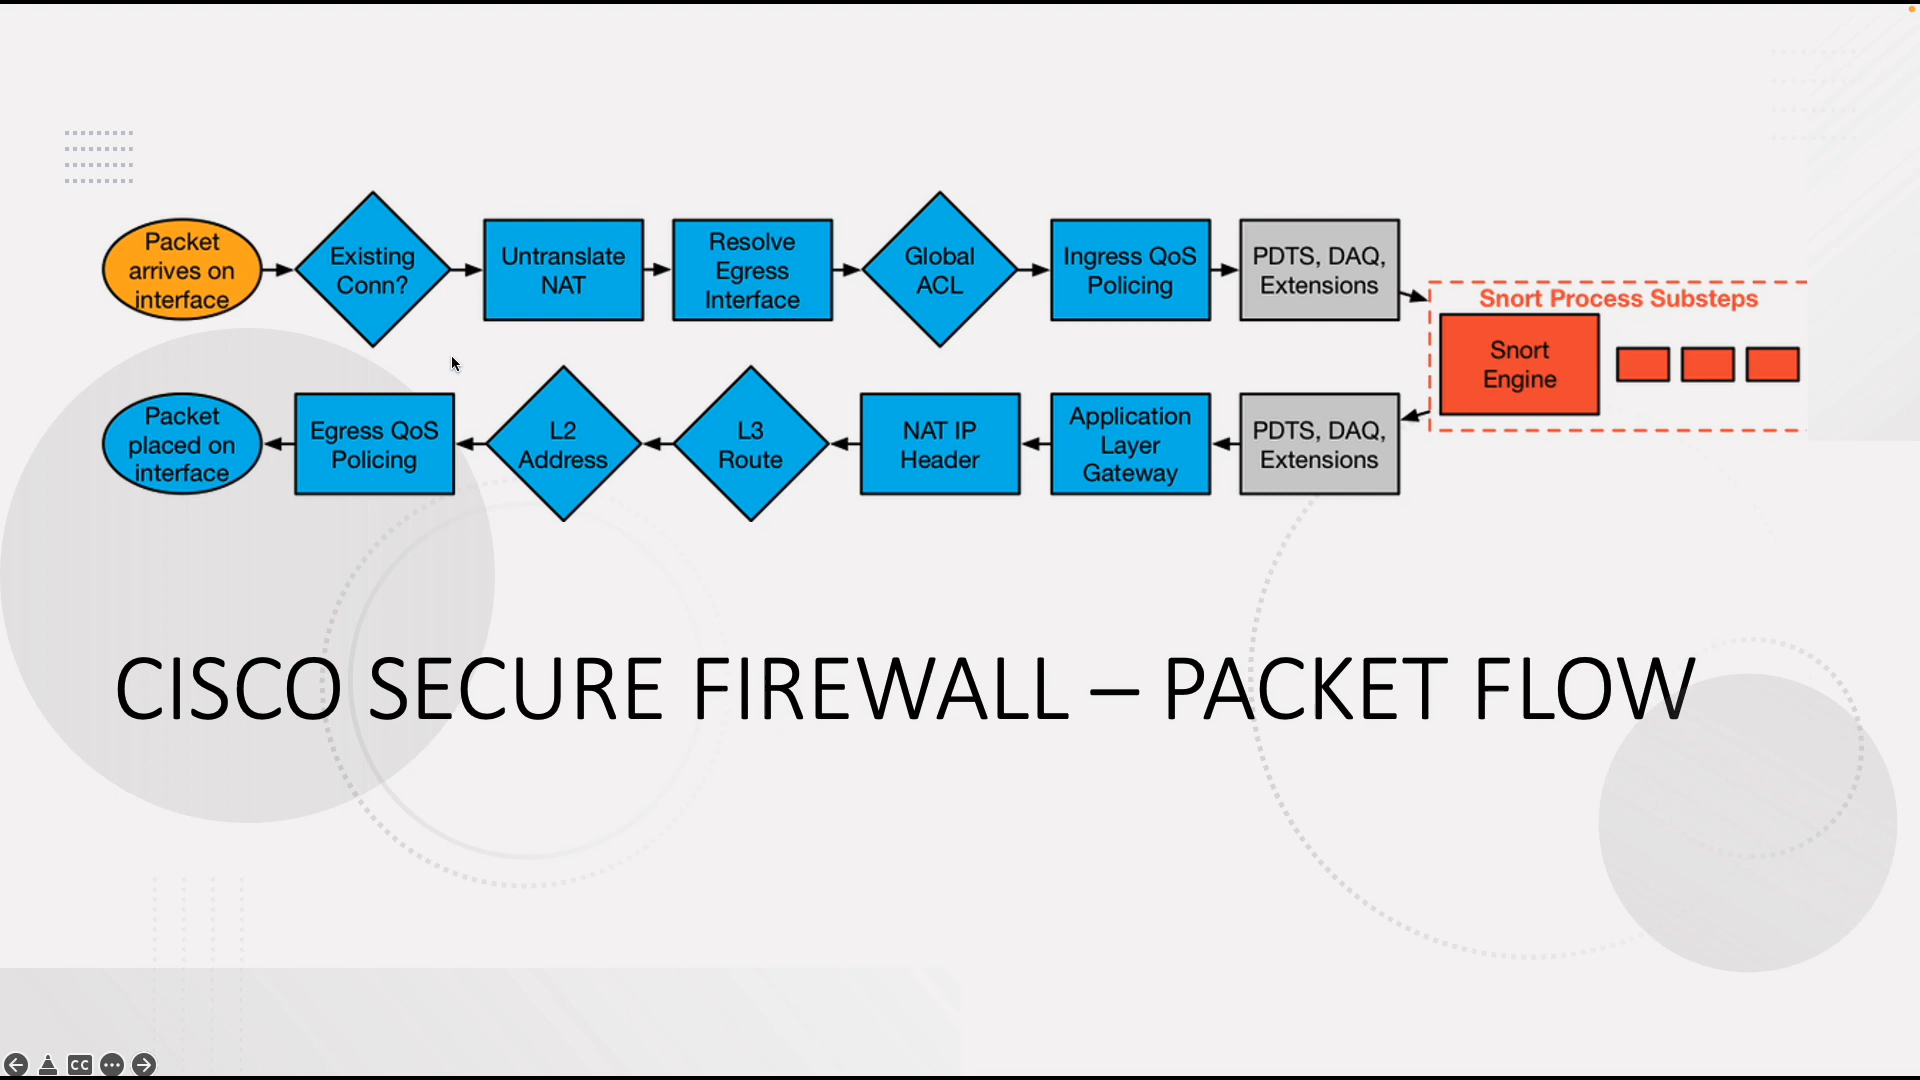 Packet
arrives on
interface
Existing
Conn?
Untranslate
NAT
Resolve
Egress
Interface
Global
ACL
Ingress QoS
Policing
PDTS, DAQ,
Extensions
Snort Process Substeps
Snort
Engine
PDTS, DAQ,
Extensions
Application
Layer
Gateway
NAT IP
Header
L3
Route
L2
Address
Egress QoS
Policing
Packet
placed on
interface
CISCO SECURE FIREWALL – PACKET FLOW
CC